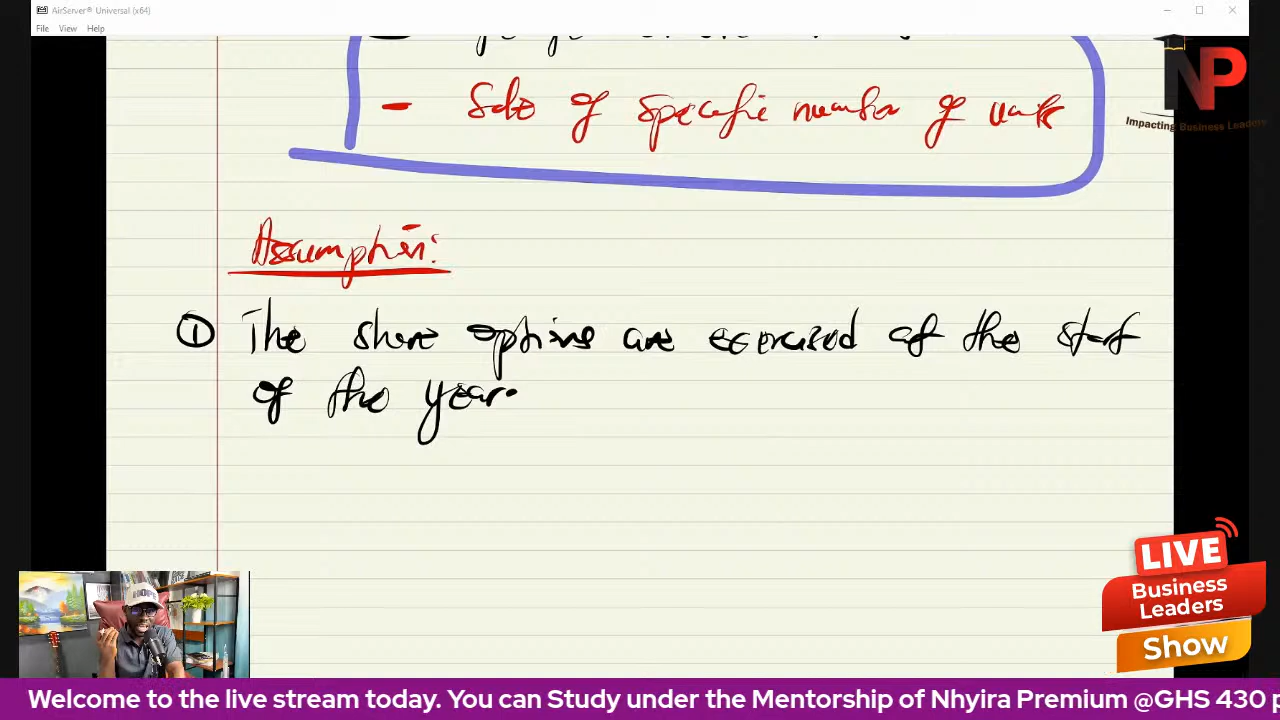 AirServer® Universal (x64)
File View Help
- Sale of specific number of units
NP
Impacting Business Leaders
Assumption:
① The share options are exercised at the start
of the year.
LIVE
Business
Leaders
Show
Welcome to the live stream today. You can Study under the Mentorship of Nhyira Premium @GHS 430 p